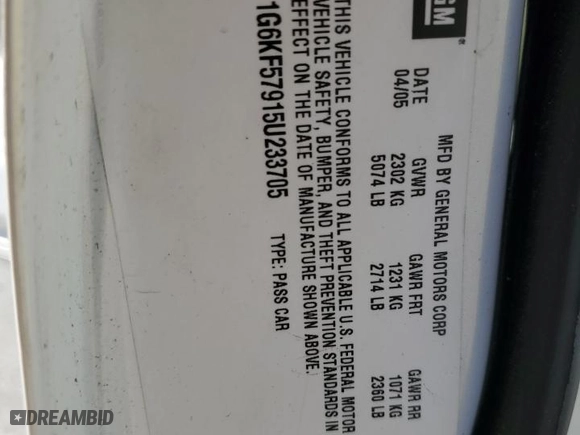 GM
®
MFD BY GENERAL MOTORS CORP
DATE GVWR GAWR FRT GAWR RR
04/05 2302 KG 1231 KG 1071 KG
5074 LB 2714 LB 2360 LB
THIS VEHICLE CONFORMS TO ALL APPLICABLE U.S. FEDERAL MOTOR
VEHICLE SAFETY, BUMPER, AND THEFT PREVENTION STANDARDS IN
EFFECT ON THE DATE OF MANUFACTURE SHOWN ABOVE.
1G6KF57915U233705 TYPE: PASS CAR
DREAMBID